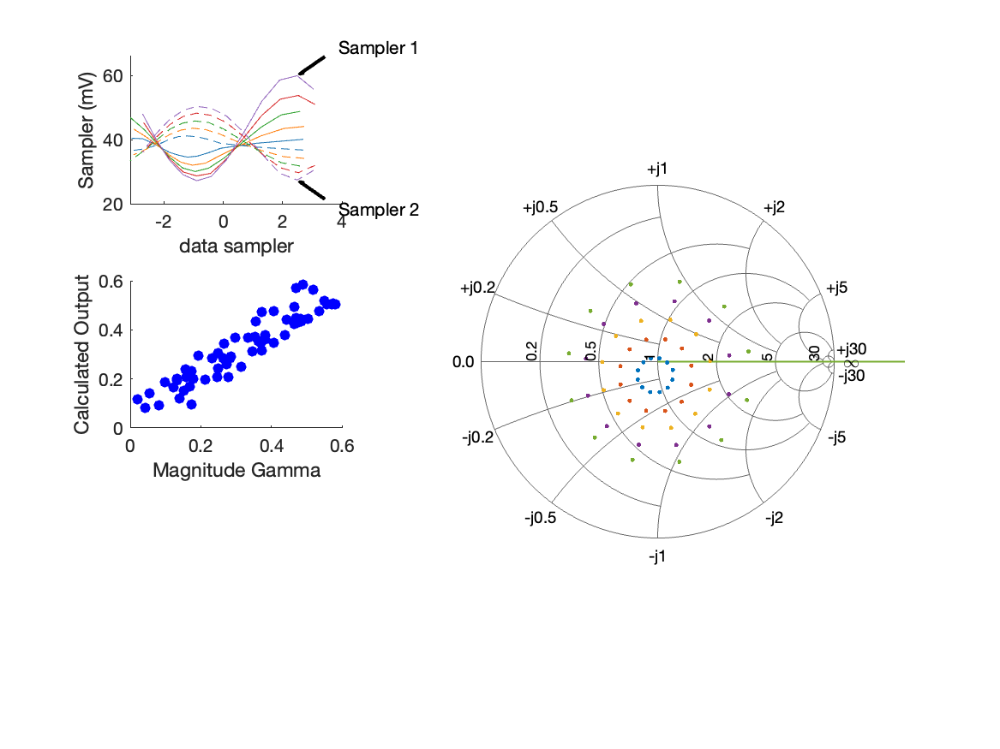 Sampler 1
60
40
20
Sampler (mV)
-2
0
2
4
Sampler 2
data sampler
0.6
0.4
0.2
0
Calculated Output
0
0.2
0.4
0.6
Magnitude Gamma
+j1
+j0.5
+j2
+j0.2
+j5
0.0
0.2
0.5
1
2
5
30
+j30
∞
-j30
-j0.2
-j5
-j0.5
-j2
-j1